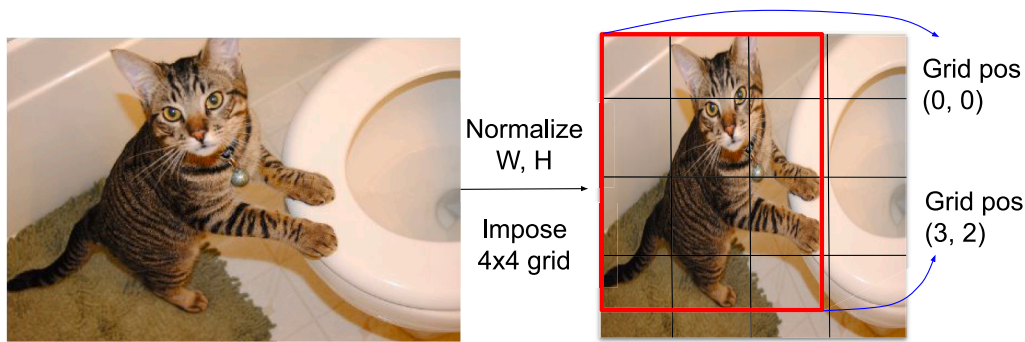 Normalize
W, H
Impose
4x4 grid
Grid pos
(0, 0)
Grid pos
(3, 2)